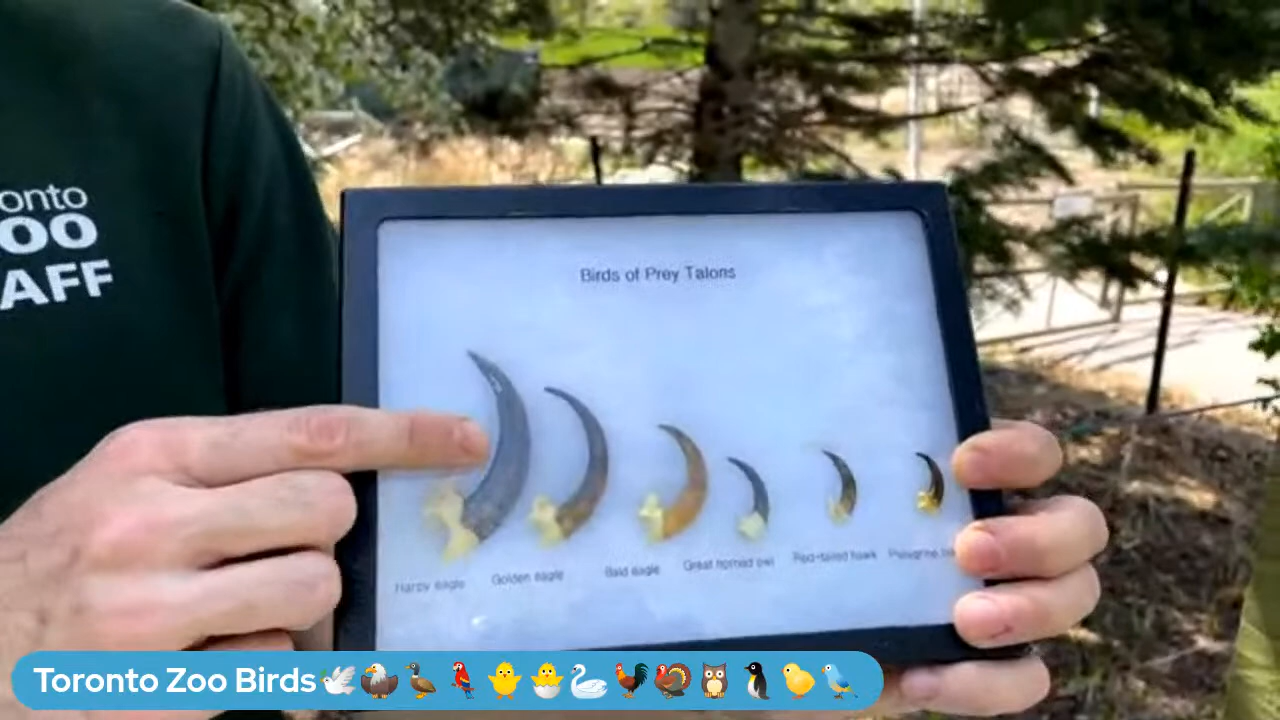 onto
OO
AFF
Birds of Prey Talons
Harpy eagle
Golden eagle
Bald eagle
Great horned owl
Red-tailed hawk
Peregrine
Toronto Zoo Birds